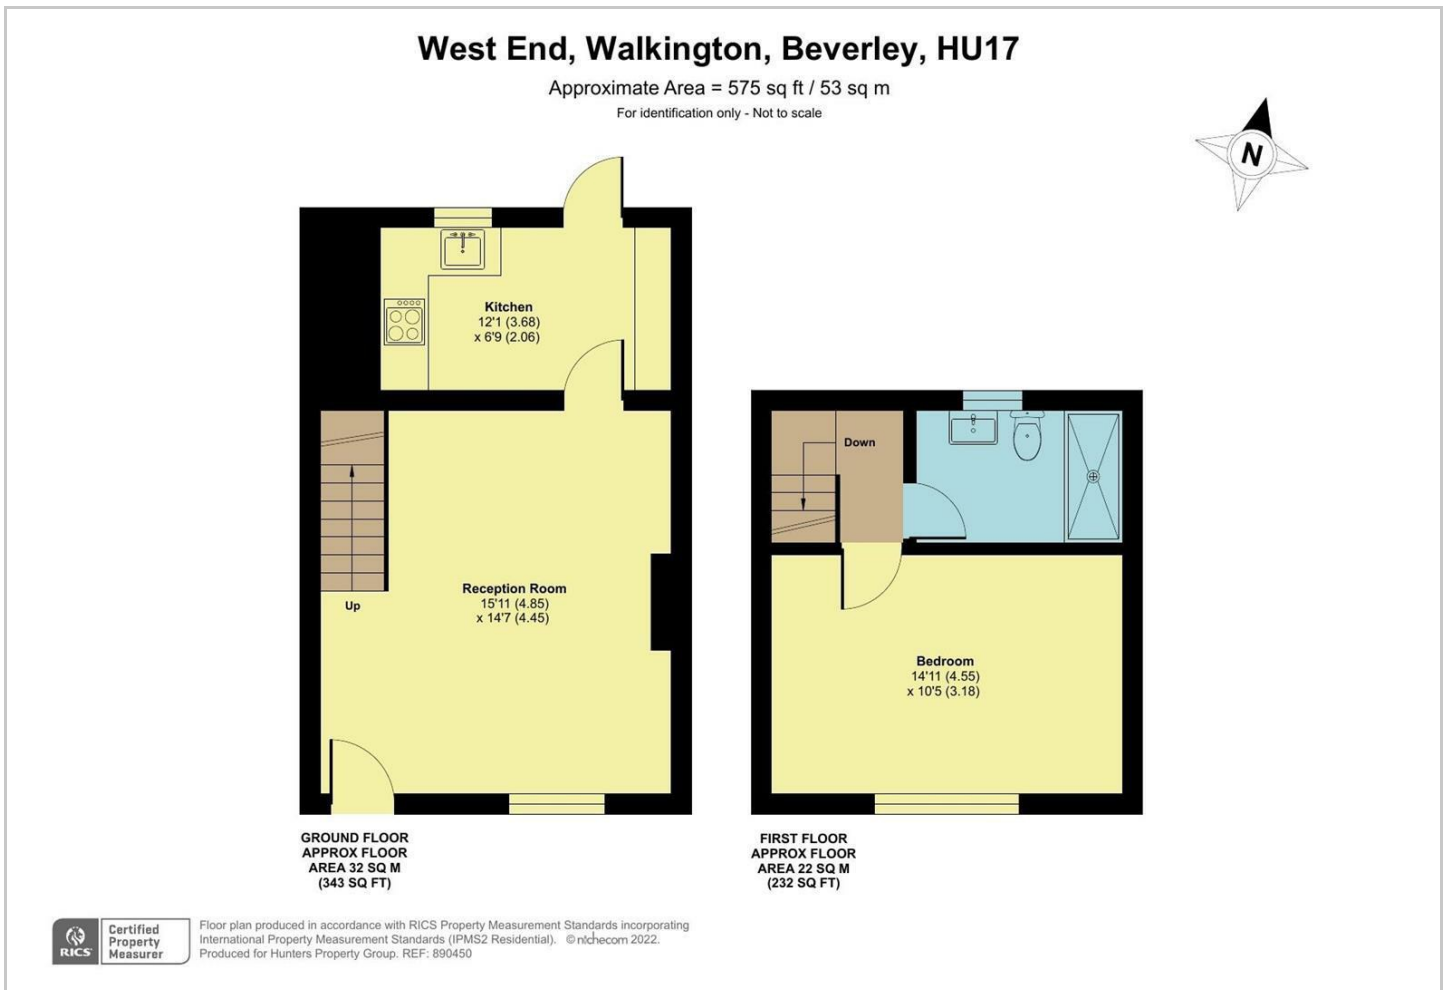 West End, Walkington, Beverley, HU17
Approximate Area = 575 sq ft / 53 sq m
For identification only - Not to scale
N
Kitchen
12'1 (3.68)
x 6'9 (2.06)
Up
Reception Room
15'11 (4.85)
x 14'7 (4.45)
GROUND FLOOR
APPROX FLOOR
AREA 32 SQ M
(343 SQ FT)
Down
Bedroom
14'11 (4.55)
x 10'5 (3.18)
FIRST FLOOR
APPROX FLOOR
AREA 22 SQ M
(232 SQ FT)
RICS
Certified
Property
Measurer
Floor plan produced in accordance with RICS Property Measurement Standards incorporating
International Property Measurement Standards (IPMS2 Residential). © nichecom 2022.
Produced for Hunters Property Group. REF: 890450